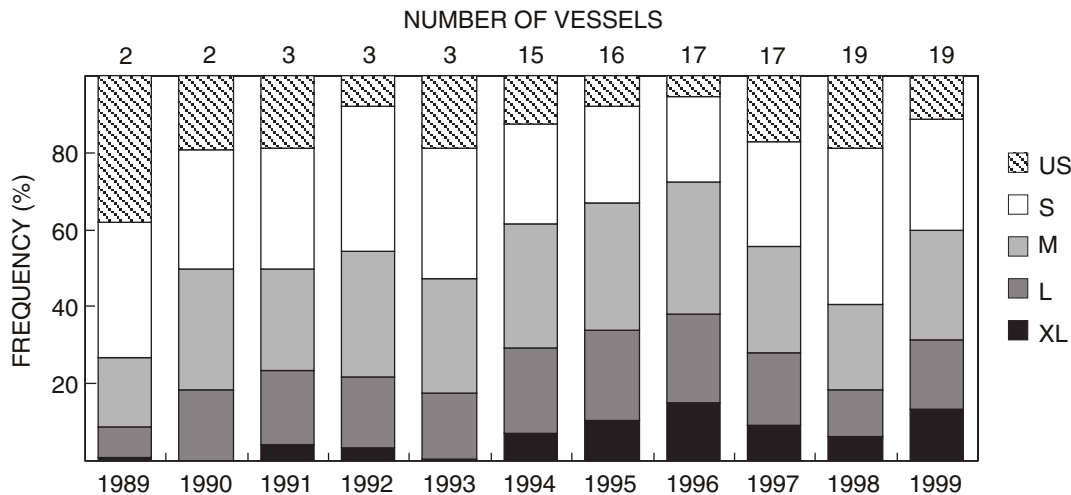 NUMBER OF VESSELS
2 2 3 3 3 15 16 17 17 19 19
FREQUENCY (%)
80
60
40
20
US
S
M
L
XL
1989 1990 1991 1992 1993 1994 1995 1996 1997 1998 1999